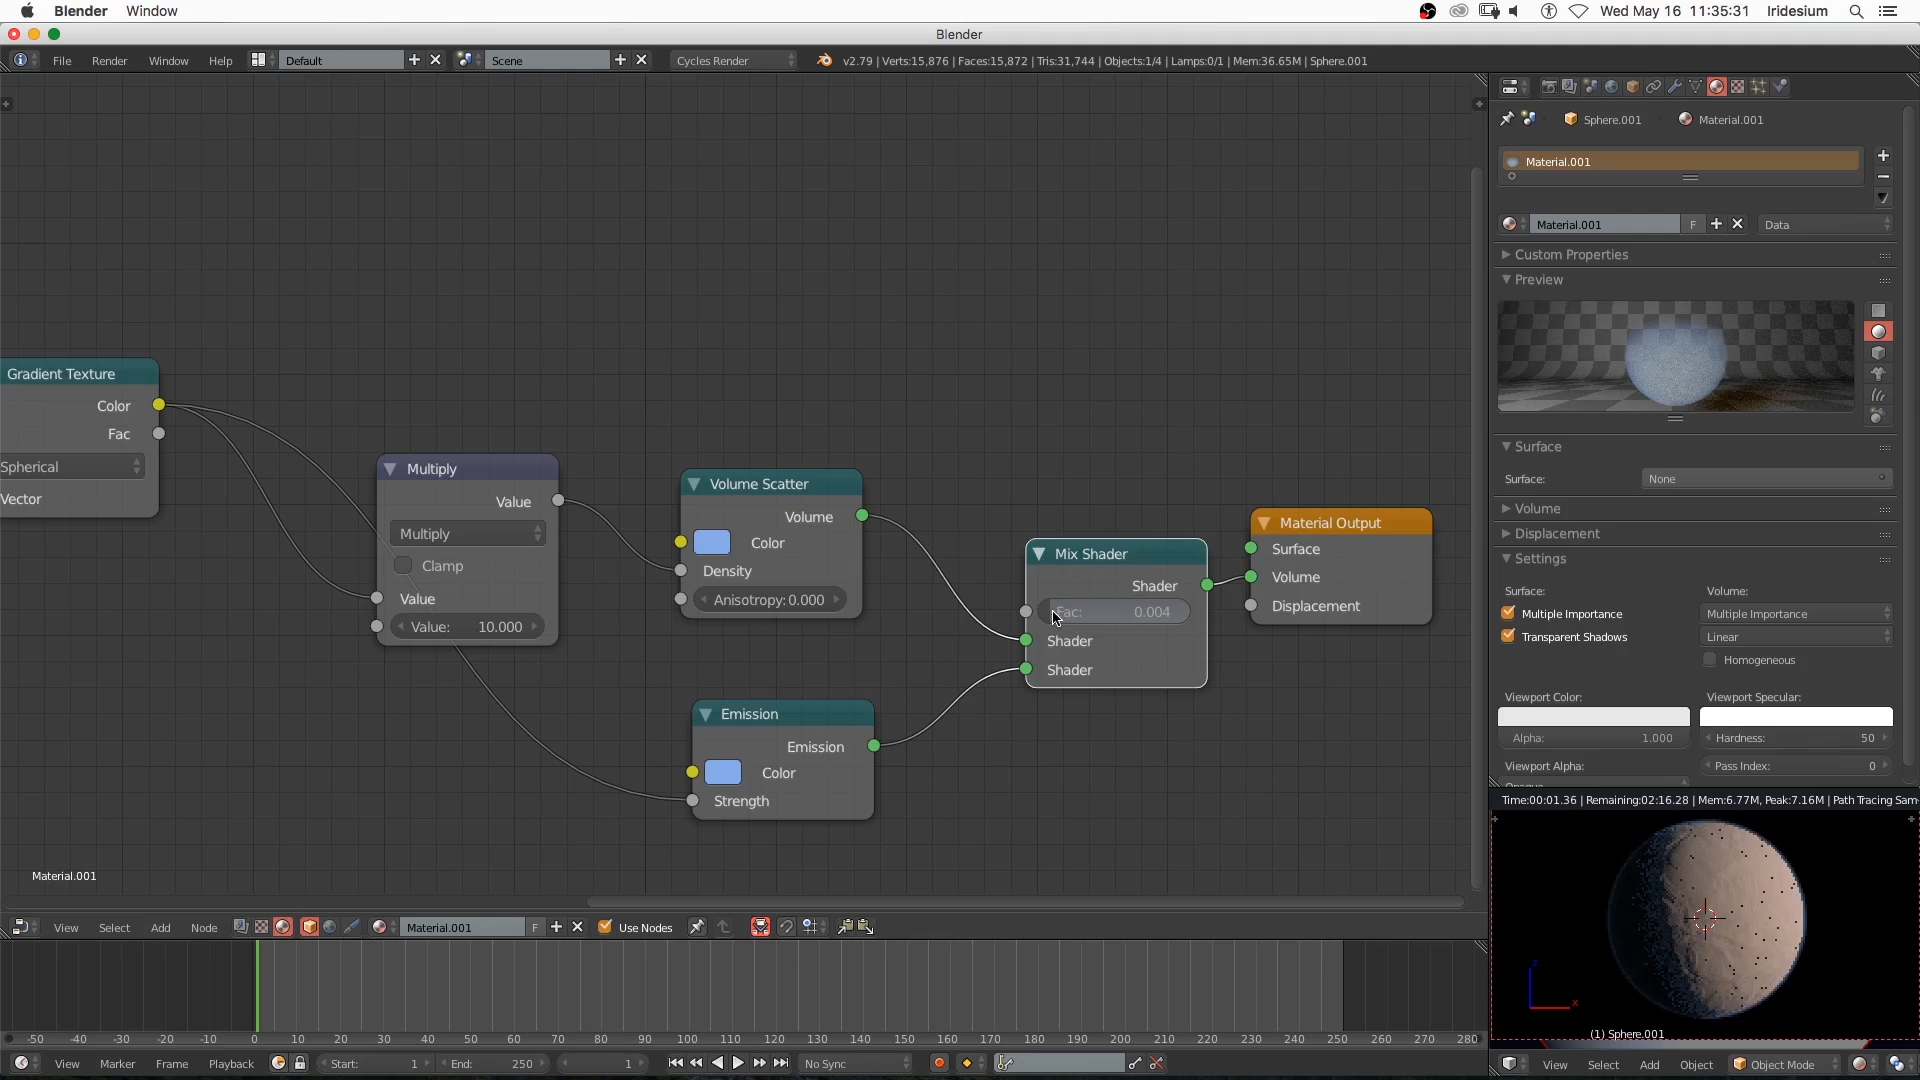 Blender Window Wed May 16 11:35:31 Iridesium
Blender
File Render Window Help Default Scene Cycles Render v2.79 | Verts:15,876 | Faces:15,872 | Tris:31,744 | Objects:1/4 | Lamps:0/1 | Mem:36.65M | Sphere.001
Gradient Texture
Color
Fac
Spherical
Vector
Multiply
Value
Multiply
Clamp
Value
Value: 10.000
Volume Scatter
Volume
Color
Density
Anisotropy: 0.000
Emission
Emission
Color
Strength
Mix Shader
Shader
Fac: 0.004
Shader
Shader
Material Output
Surface
Volume
Displacement
Material.001
View Select Add Node Material.001 F Use Nodes
-50 -40 -30 -20 -10 0 10 20 30 40 50 60 70 80 90 100 110 120 130 140 150 160 170 180 190 200 210 220 230 240 250 260 270 280
View Marker Frame Playback Start: 1 End: 250 1 No Sync
Sphere.001 Material.001
Material.001
Material.001 F Data
Custom Properties
Preview
Surface
Surface: None
Volume
Displacement
Settings
Surface: Volume:
Multiple Importance Multiple Importance
Transparent Shadows Linear
Homogeneous
Viewport Color: Viewport Specular:
Alpha: 1.000 Hardness: 50
Viewport Alpha: Pass Index: 0
Time:00:01.36 | Remaining:02:16.28 | Mem:6.77M, Peak:7.16M | Path Tracing Sam
z
x
(1) Sphere.001
View Select Add Object Object Mode